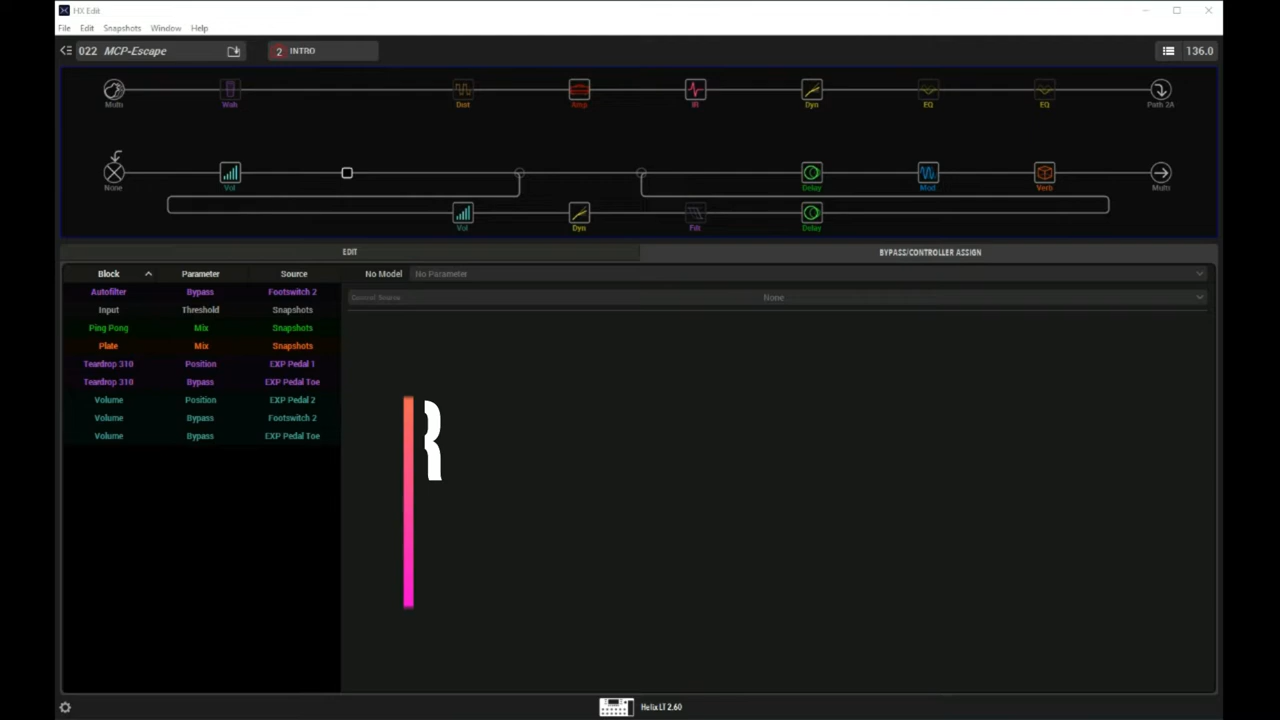 HX Edit
File Edit Snapshots Window Help
022 MCP-Escape 2 INTRO 136.0
Multi Wah Dist Amp IR Dyn EQ EQ Path 2A
None Vol Delay Mod Verb Multi
Vol Dyn Filt Delay
EDIT BYPASS/CONTROLLER ASSIGN
Block Parameter Source No Model No Parameter
Autofilter Bypass Footswitch 2 None
Input Threshold Snapshots
Ping Pong Mix Snapshots
Plate Mix Snapshots
Teardrop 310 Position EXP Pedal 1
Teardrop 310 Bypass EXP Pedal Toe
Volume Position EXP Pedal 2
Volume Bypass Footswitch 2
Volume Bypass EXP Pedal Toe
Helix LT 2.60